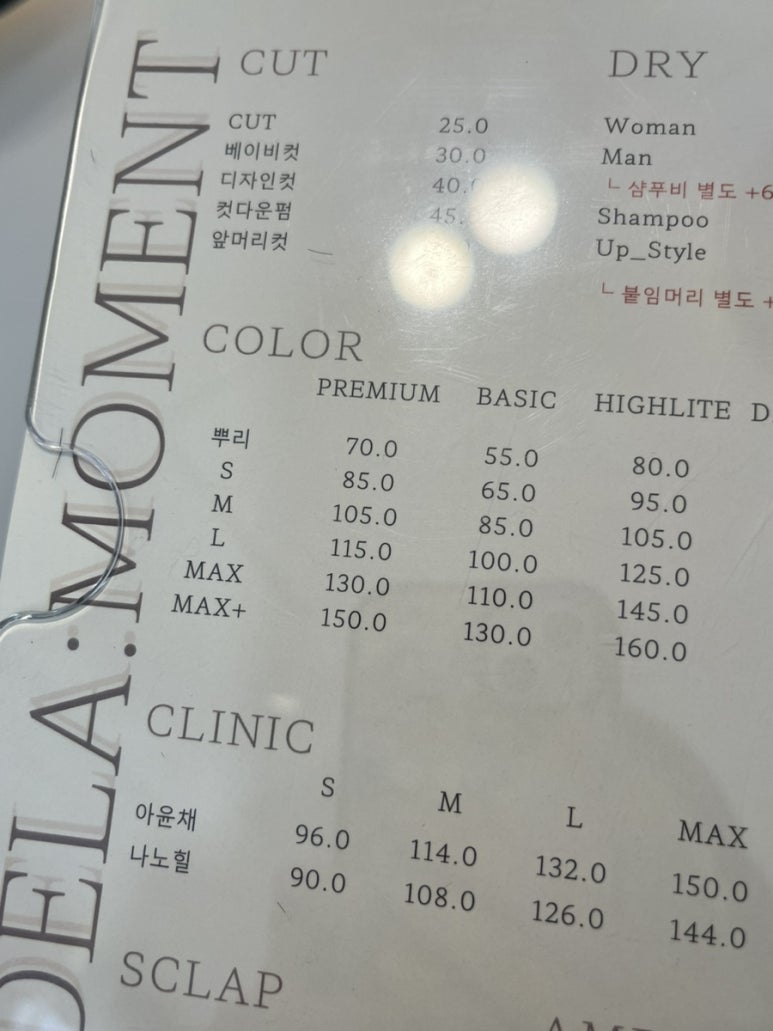 DELA:MOMENT
CUT
CUT 25.0
베이비컷 30.0
디자인컷
컷다운펌
앞머리컷
DRY
Woman
Man
ㄴ 샴푸비 별도 +6
Shampoo
Up_Style
ㄴ 붙임머리 별도 +
COLOR
PREMIUM BASIC HIGHLITE D
뿌리 70.0 55.0 80.0
S 85.0 65.0 95.0
M 105.0 85.0 105.0
L 115.0 100.0 125.0
MAX 130.0 110.0 145.0
MAX+ 150.0 130.0 160.0
CLINIC
S M L MAX
아윤채 96.0 114.0 132.0 150.0
나노힐 90.0 108.0 126.0 144.0
SCLAP